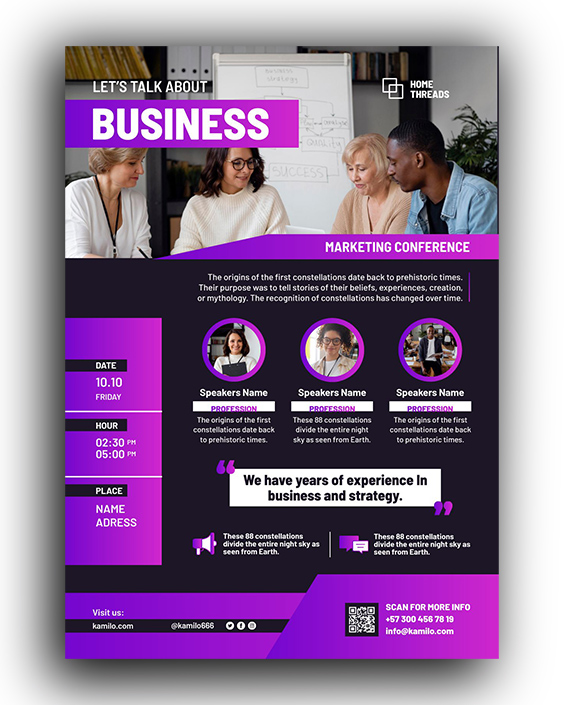 LET'S TALK ABOUT
BUSINESS
HOME
THREADS
business
strategy
SUCCESS
MARKETING CONFERENCE
The origins of the first constellations date back to prehistoric times.
Their purpose was to tell stories of their beliefs, experiences, creation,
or mythology. The recognition of constellations has changed over time.
DATE
10.10
FRIDAY
HOUR
02:30 PM
05:00 PM
PLACE
NAME
ADRESS
Speakers Name
PROFESSION
The origins of the first
constellations date back
to prehistoric times.
Speakers Name
PROFESSION
These 88 constellations
divide the entire night
sky as seen from Earth.
Speakers Name
PROFESSION
The origins of the first
constellations date back
to prehistoric times.
We have years of experience In
business and strategy.
These 88 constellations
divide the entire night sky as
seen from Earth.
These 88 constellations
divide the entire night sky as
seen from Earth.
Visit us:
kamilo.com
@kamilo666
SCAN FOR MORE INFO
+57 300 456 78 19
info@kamilo.com